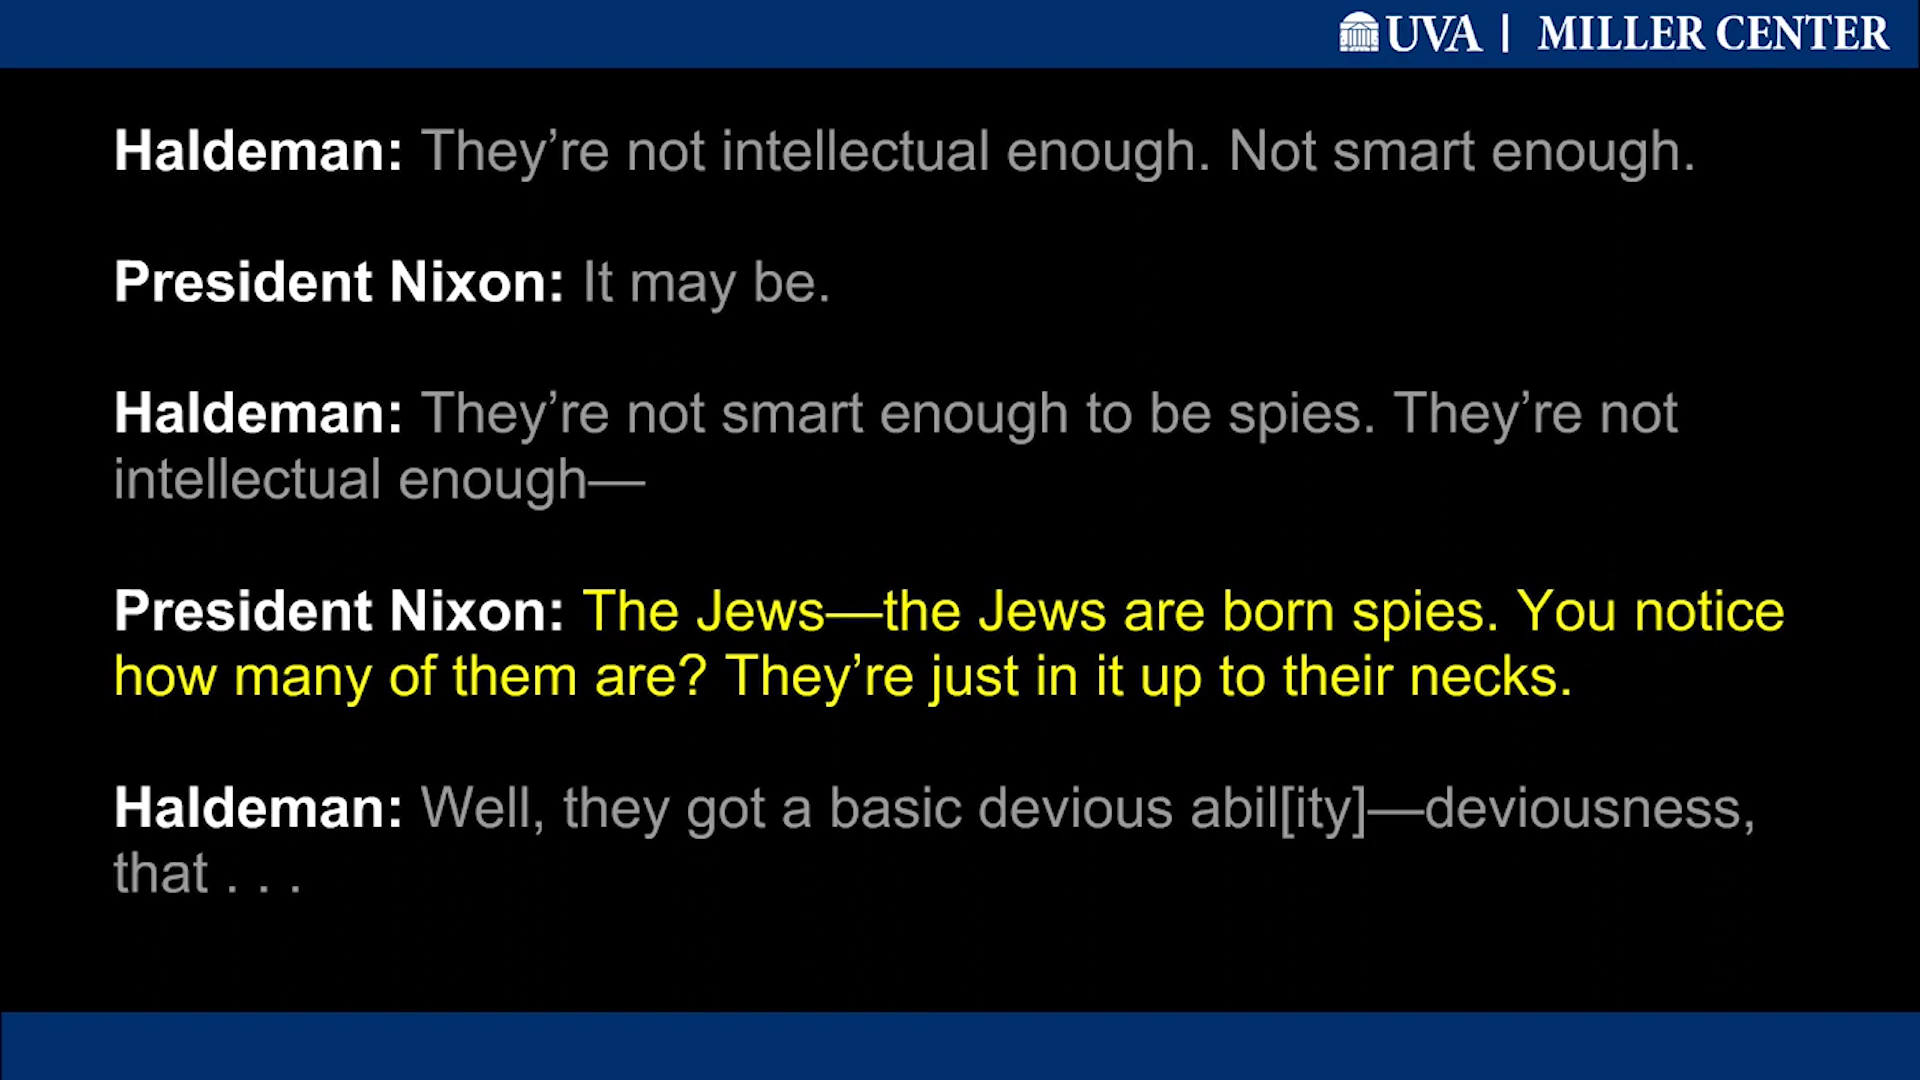 UVA | MILLER CENTER
Haldeman: They’re not intellectual enough. Not smart enough.
President Nixon: It may be.
Haldeman: They’re not smart enough to be spies. They’re not
intellectual enough—
President Nixon: The Jews—the Jews are born spies. You notice
how many of them are? They’re just in it up to their necks.
Haldeman: Well, they got a basic devious abil[ity]—deviousness,
that . . .